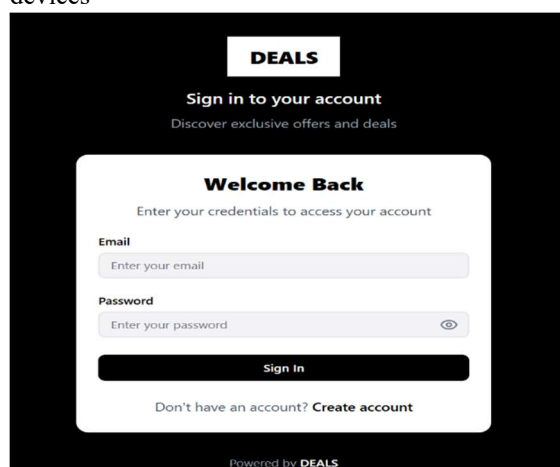 devices
DEALS
Sign in to your account
Discover exclusive offers and deals
Welcome Back
Enter your credentials to access your account
Email
Enter your email
Password
Enter your password
Sign In
Don't have an account? Create account
Powered by DEALS